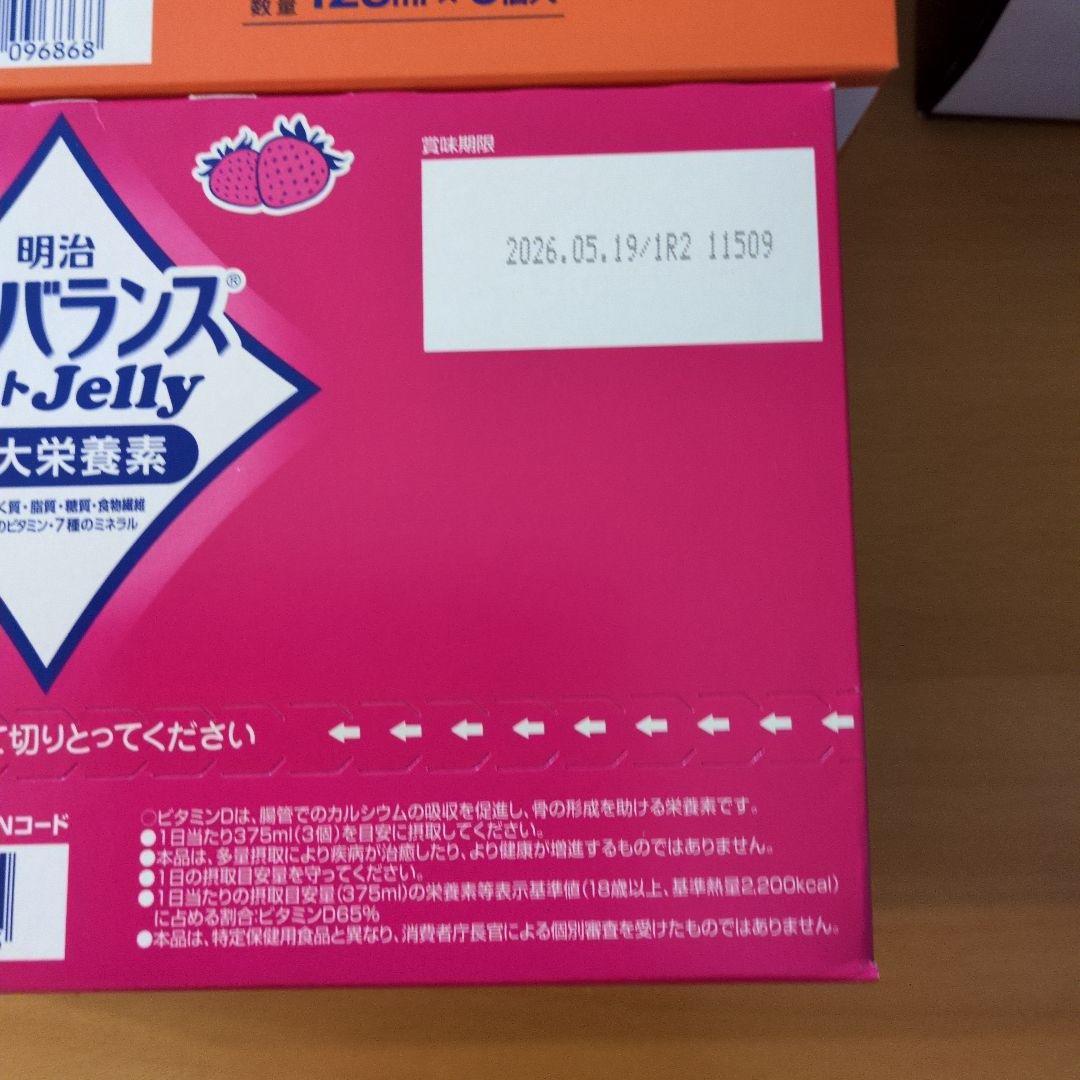 数量
096868
賞味期限
2026.05.19/1R2 11509
明治
バランス®
ト Jelly
大栄養素
く質・脂質・糖質・食物繊維
のビタミン・7種のミネラル
て切りとってください
Nコード
○ビタミンDは、腸管でのカルシウムの吸収を促進し、骨の形成を助ける栄養素です。
●1日当たり375ml(3個)を目安に摂取してください。
●本品は、多量摂取により疾病が治癒したり、より健康が増進するものではありません。
●1日の摂取目安量を守ってください。
●1日当たりの摂取目安量(375ml)の栄養素等表示基準値(18歳以上、基準熱量2,200kcal)
に占める割合:ビタミンD65%
●本品は、特定保健用食品と異なり、消費者庁長官による個別審査を受けたものではありません。